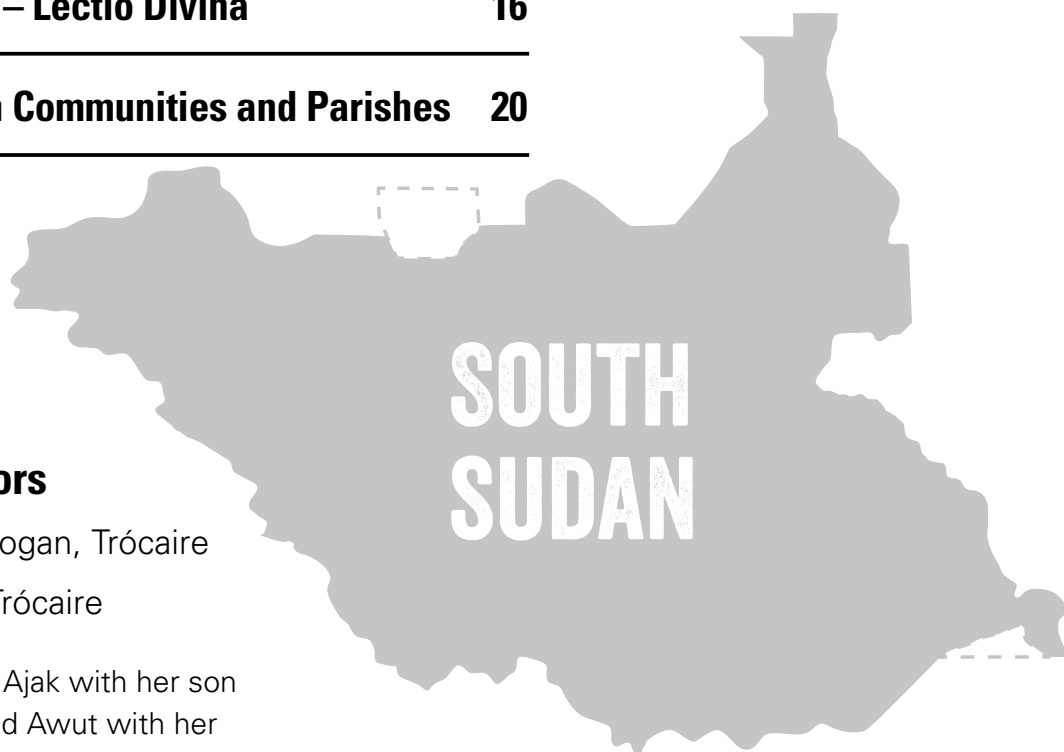 – Lectio Divina 16
Communities and Parishes 20
SOUTH
SUDAN
ors
ogan, Trócaire
Trócaire
Ajak with her son
d Awut with her